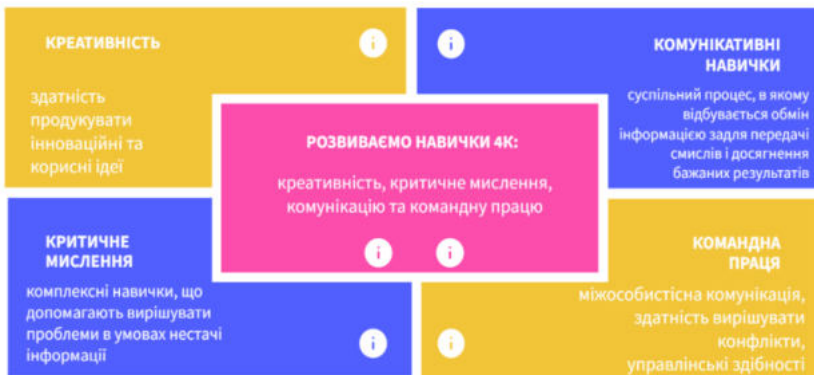 КРЕАТИВНІСТЬ
здатність
продукувати
інноваційні та
корисні ідеї
КОМУНІКАТИВНІ
НАВИЧКИ
суспільний процес, в якому
відбувається обмін
інформацією задля передачі
смислів і досягнення
бажаних результатів
РОЗВИВАЄМО НАВИЧКИ 4К:
креативність, критичне мислення,
комунікацію та командну працю
КРИТИЧНЕ
МИСЛЕННЯ
комплексні навички, що
допомагають вирішувати
проблеми в умовах нестачі
інформації
КОМАНДНА
ПРАЦЯ
міжособистісна комунікація,
здатність вирішувати
конфлікти,
управлінські здібності